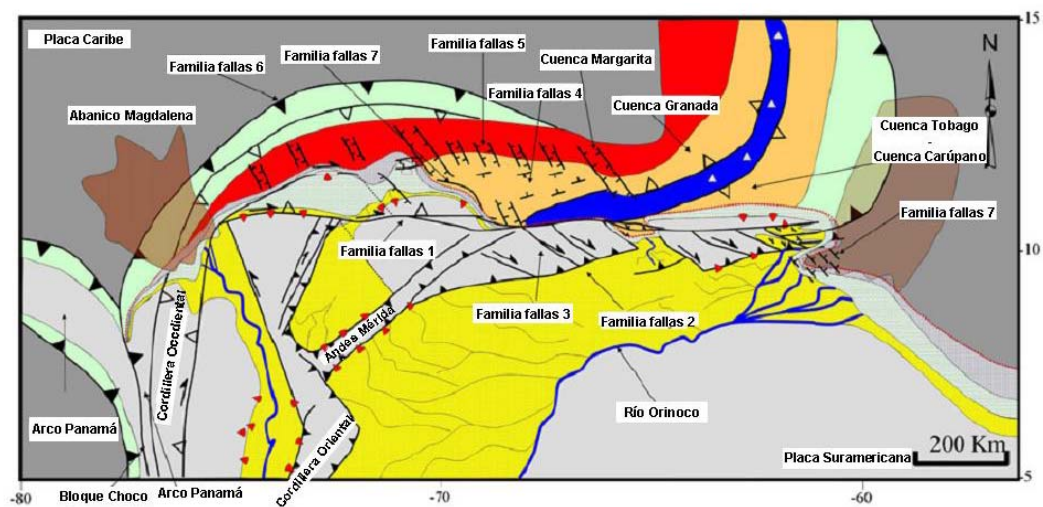 15
Placa Caribe
Familia fallas 5
Familia fallas 7
Cuenca Margarita
N
Familia fallas 6
Familia fallas 4
Cuenca Granada
S
Abanico Magdalena
Cuenca Tobago
-
Cuenca Carúpano
Familia fallas 7
Familia fallas 1
10
Familia fallas 3
Familia fallas 2
Andes Mérida
Cordillera Occdiental
Río Orinoco
Arco Panamá
200 Km
Cordillera Oriental
Placa Suramericana
5
Bloque Choco
Arco Panamá
-80
-70
-60